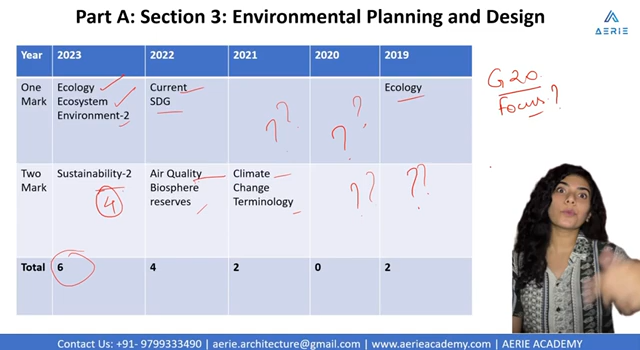 Part A: Section 3: Environmental Planning and Design
AERIE
Year 2023 2022 2021 2020 2019
One Mark Ecology Ecosystem Environment-2 Current SDG ?? ?? Ecology
G20
Focus?
Two Mark Sustainability-2 4 Air Quality Biosphere reserves Climate Change Terminology ?? ??
Total 6 4 2 0 2
Contact Us: +91- 9799333490 | aerie.architecture@gmail.com | www.aerieacademy.com | AERIE ACADEMY